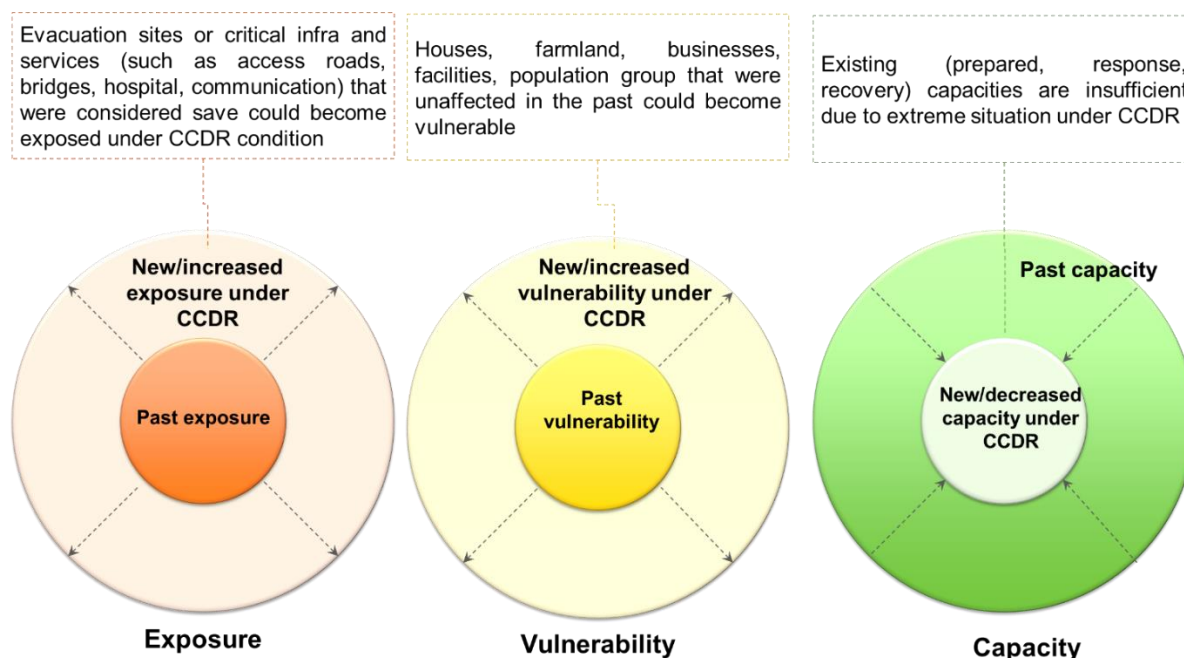 Evacuation sites or critical infra and
services (such as access roads,
bridges, hospital, communication) that
were considered save could become
exposed under CCDR condition
Houses, farmland, businesses,
facilities, population group that were
unaffected in the past could become
vulnerable
Existing (prepared, response,
recovery) capacities are insufficient
due to extreme situation under CCDR
New/increased
exposure under
CCDR
Past exposure
New/increased
vulnerability under
CCDR
Past
vulnerability
Past capacity
New/decreased
capacity under
CCDR
Exposure
Vulnerability
Capacity